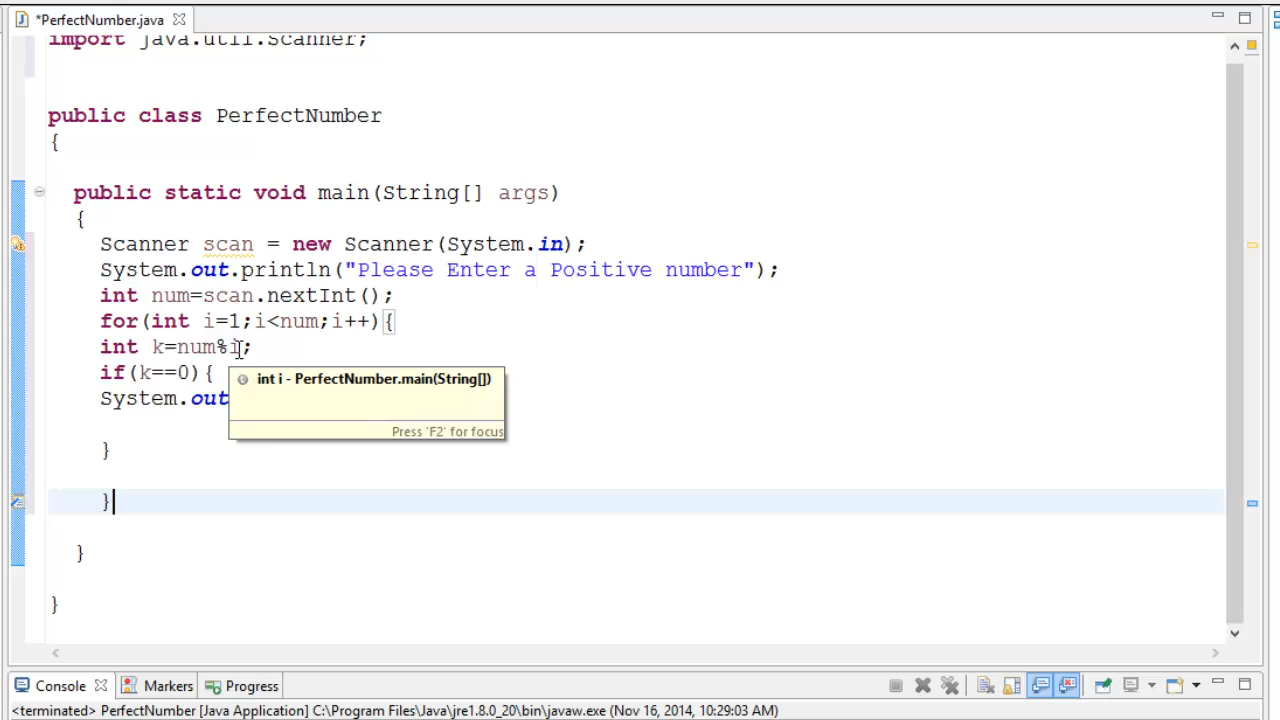 *PerfectNumber.java
import java.util.Scanner;
public class PerfectNumber
{
public static void main(String[] args)
{
Scanner scan = new Scanner(System.in);
System.out.println("Please Enter a Positive number");
int num=scan.nextInt();
for(int i=1;i<num;i++){
int k=num%i;
if(k==0){
int i - PerfectNumber.main(String[])
System.out
Press 'F2' for focus
}
}
}
}
Console
Markers
Progress
<terminated> PerfectNumber [Java Application] C:\Program Files\Java\jre1.8.0_20\bin\javaw.exe (Nov 16, 2014, 10:29:03 AM)